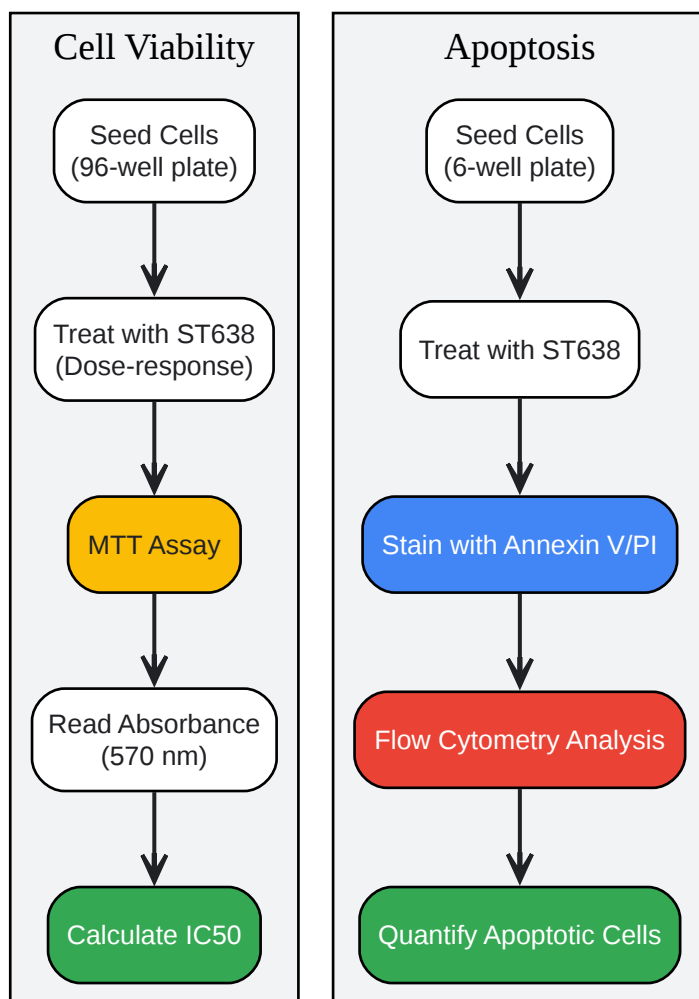 Cell Viability
Seed Cells
(96-well plate)
Treat with ST638
(Dose-response)
MTT Assay
Read Absorbance
(570 nm)
Calculate IC50
Apoptosis
Seed Cells
(6-well plate)
Treat with ST638
Stain with Annexin V/PI
Flow Cytometry Analysis
Quantify Apoptotic Cells